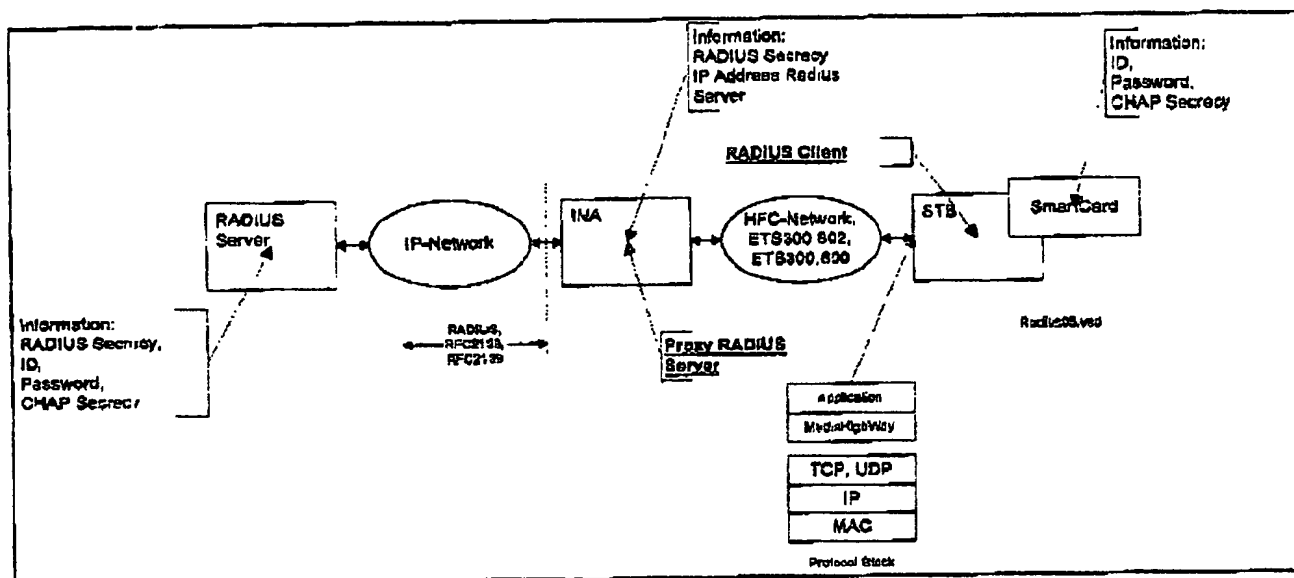 Information:
RADIUS Secrecy
IP Address Radius
Server
Information:
ID,
Password,
CHAP Secrecy
RADIUS Client
RADIUS
Server
IP-Network
INA
HFC-Network,
ETS300 802,
ETS300,800
STB
SmartCard
Information:
RADIUS Secrecy,
ID,
Password,
CHAP Secrecy
RADIUS,
RFC2138,
RFC2139
Proxy RADIUS
Server
Application
MediaHighWay
TCP, UDP
IP
MAC
Protocol Stack